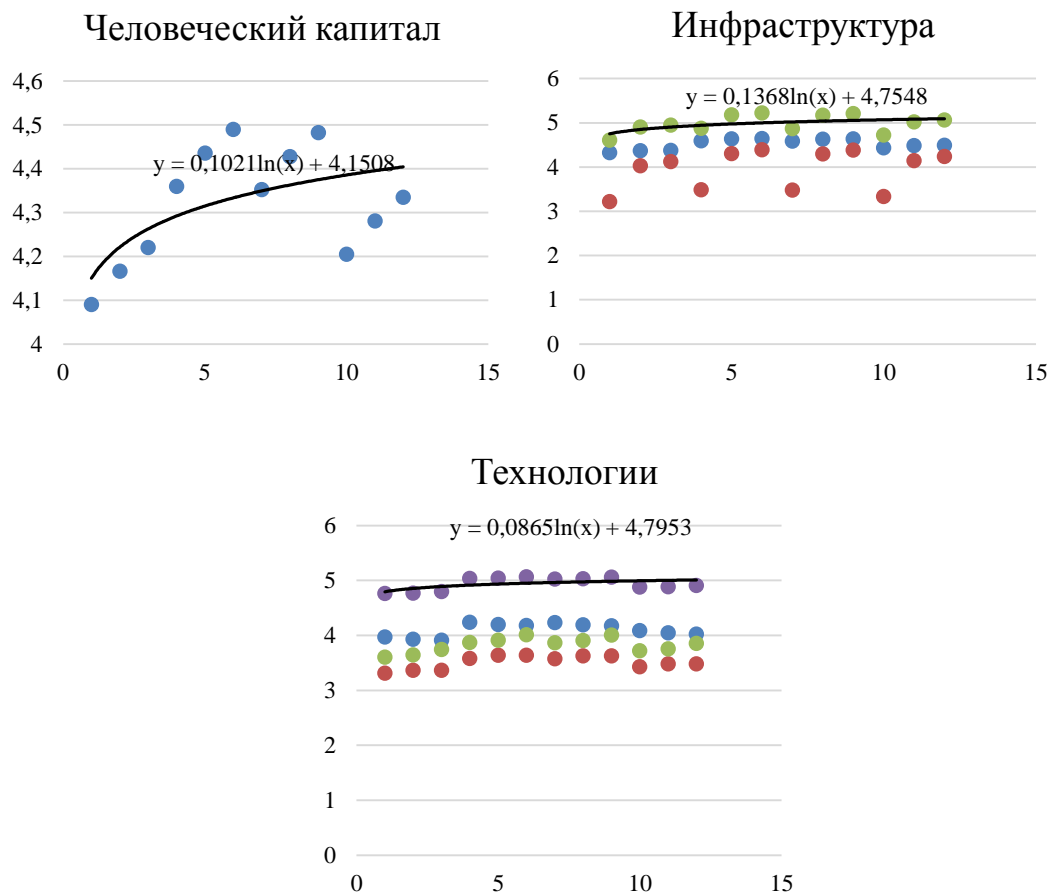 Человеческий капитал
4,6
4,5
4,4
4,3
4,2
4,1
4
0 5 10 15
y = 0,1021ln(x) + 4,1508
Инфраструктура
6
5
4
3
2
1
0
0 5 10 15
y = 0,1368ln(x) + 4,7548
Технологии
6
5
4
3
2
1
0
0 5 10 15
y = 0,0865ln(x) + 4,7953